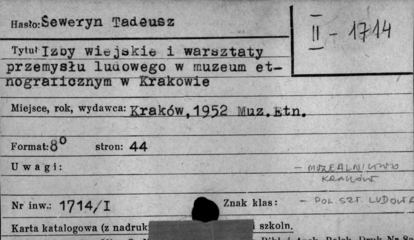 Hasło: Seweryn Tadeusz
II - 1714
Tytuł Izby wiejskie i warsztaty
przemysłu ludowego w muzeum et-
nograficznym w Krakowie
Miejsce, rok, wydawca: Kraków, 1952 Muz. Etn.
Format: 8° stron: 44
Uwagi:
- MUZEALNICTWO
KRAKÓW
Nr inw.: 1714/I Znak klas: - POL. SZT. LUDOWA
Karta katalogowa (z nadruk i szkoln.